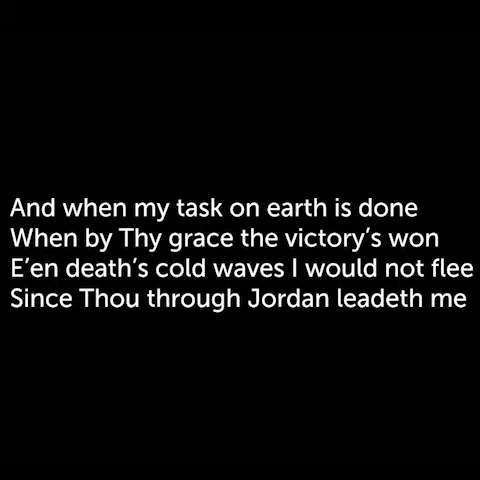 And when my task on earth is done
When by Thy grace the victory’s won
E’en death’s cold waves I would not flee
Since Thou through Jordan leadeth me